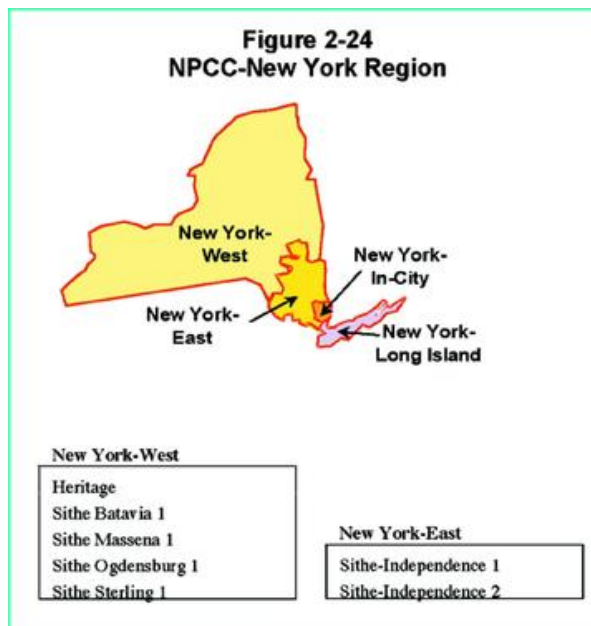 Figure 2-24
NPCC-New York Region
New York-
West
New York-
In-City
New York-
East
New York-
Long Island
New York-West
Heritage
Sithe Batavia 1
Sithe Massena 1
Sithe Ogdensburg 1
Sithe Sterling 1
New York-East
Sithe-Independence 1
Sithe-Independence 2